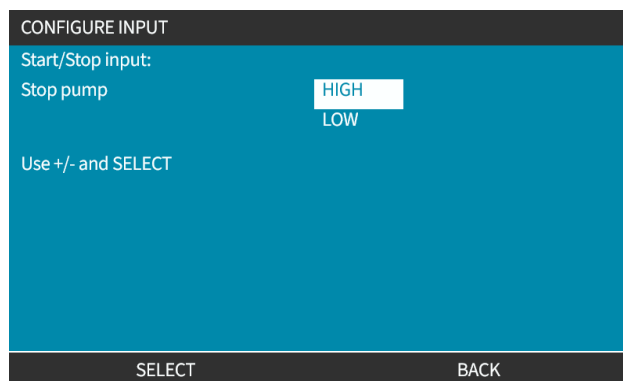 CONFIGURE INPUT
Start/Stop input:
Stop pump HIGH
LOW
Use +/- and SELECT
SELECT BACK